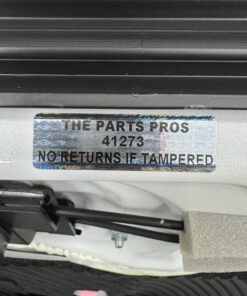 THE PARTS PROS
41273
NO RETURNS IF TAMPERED